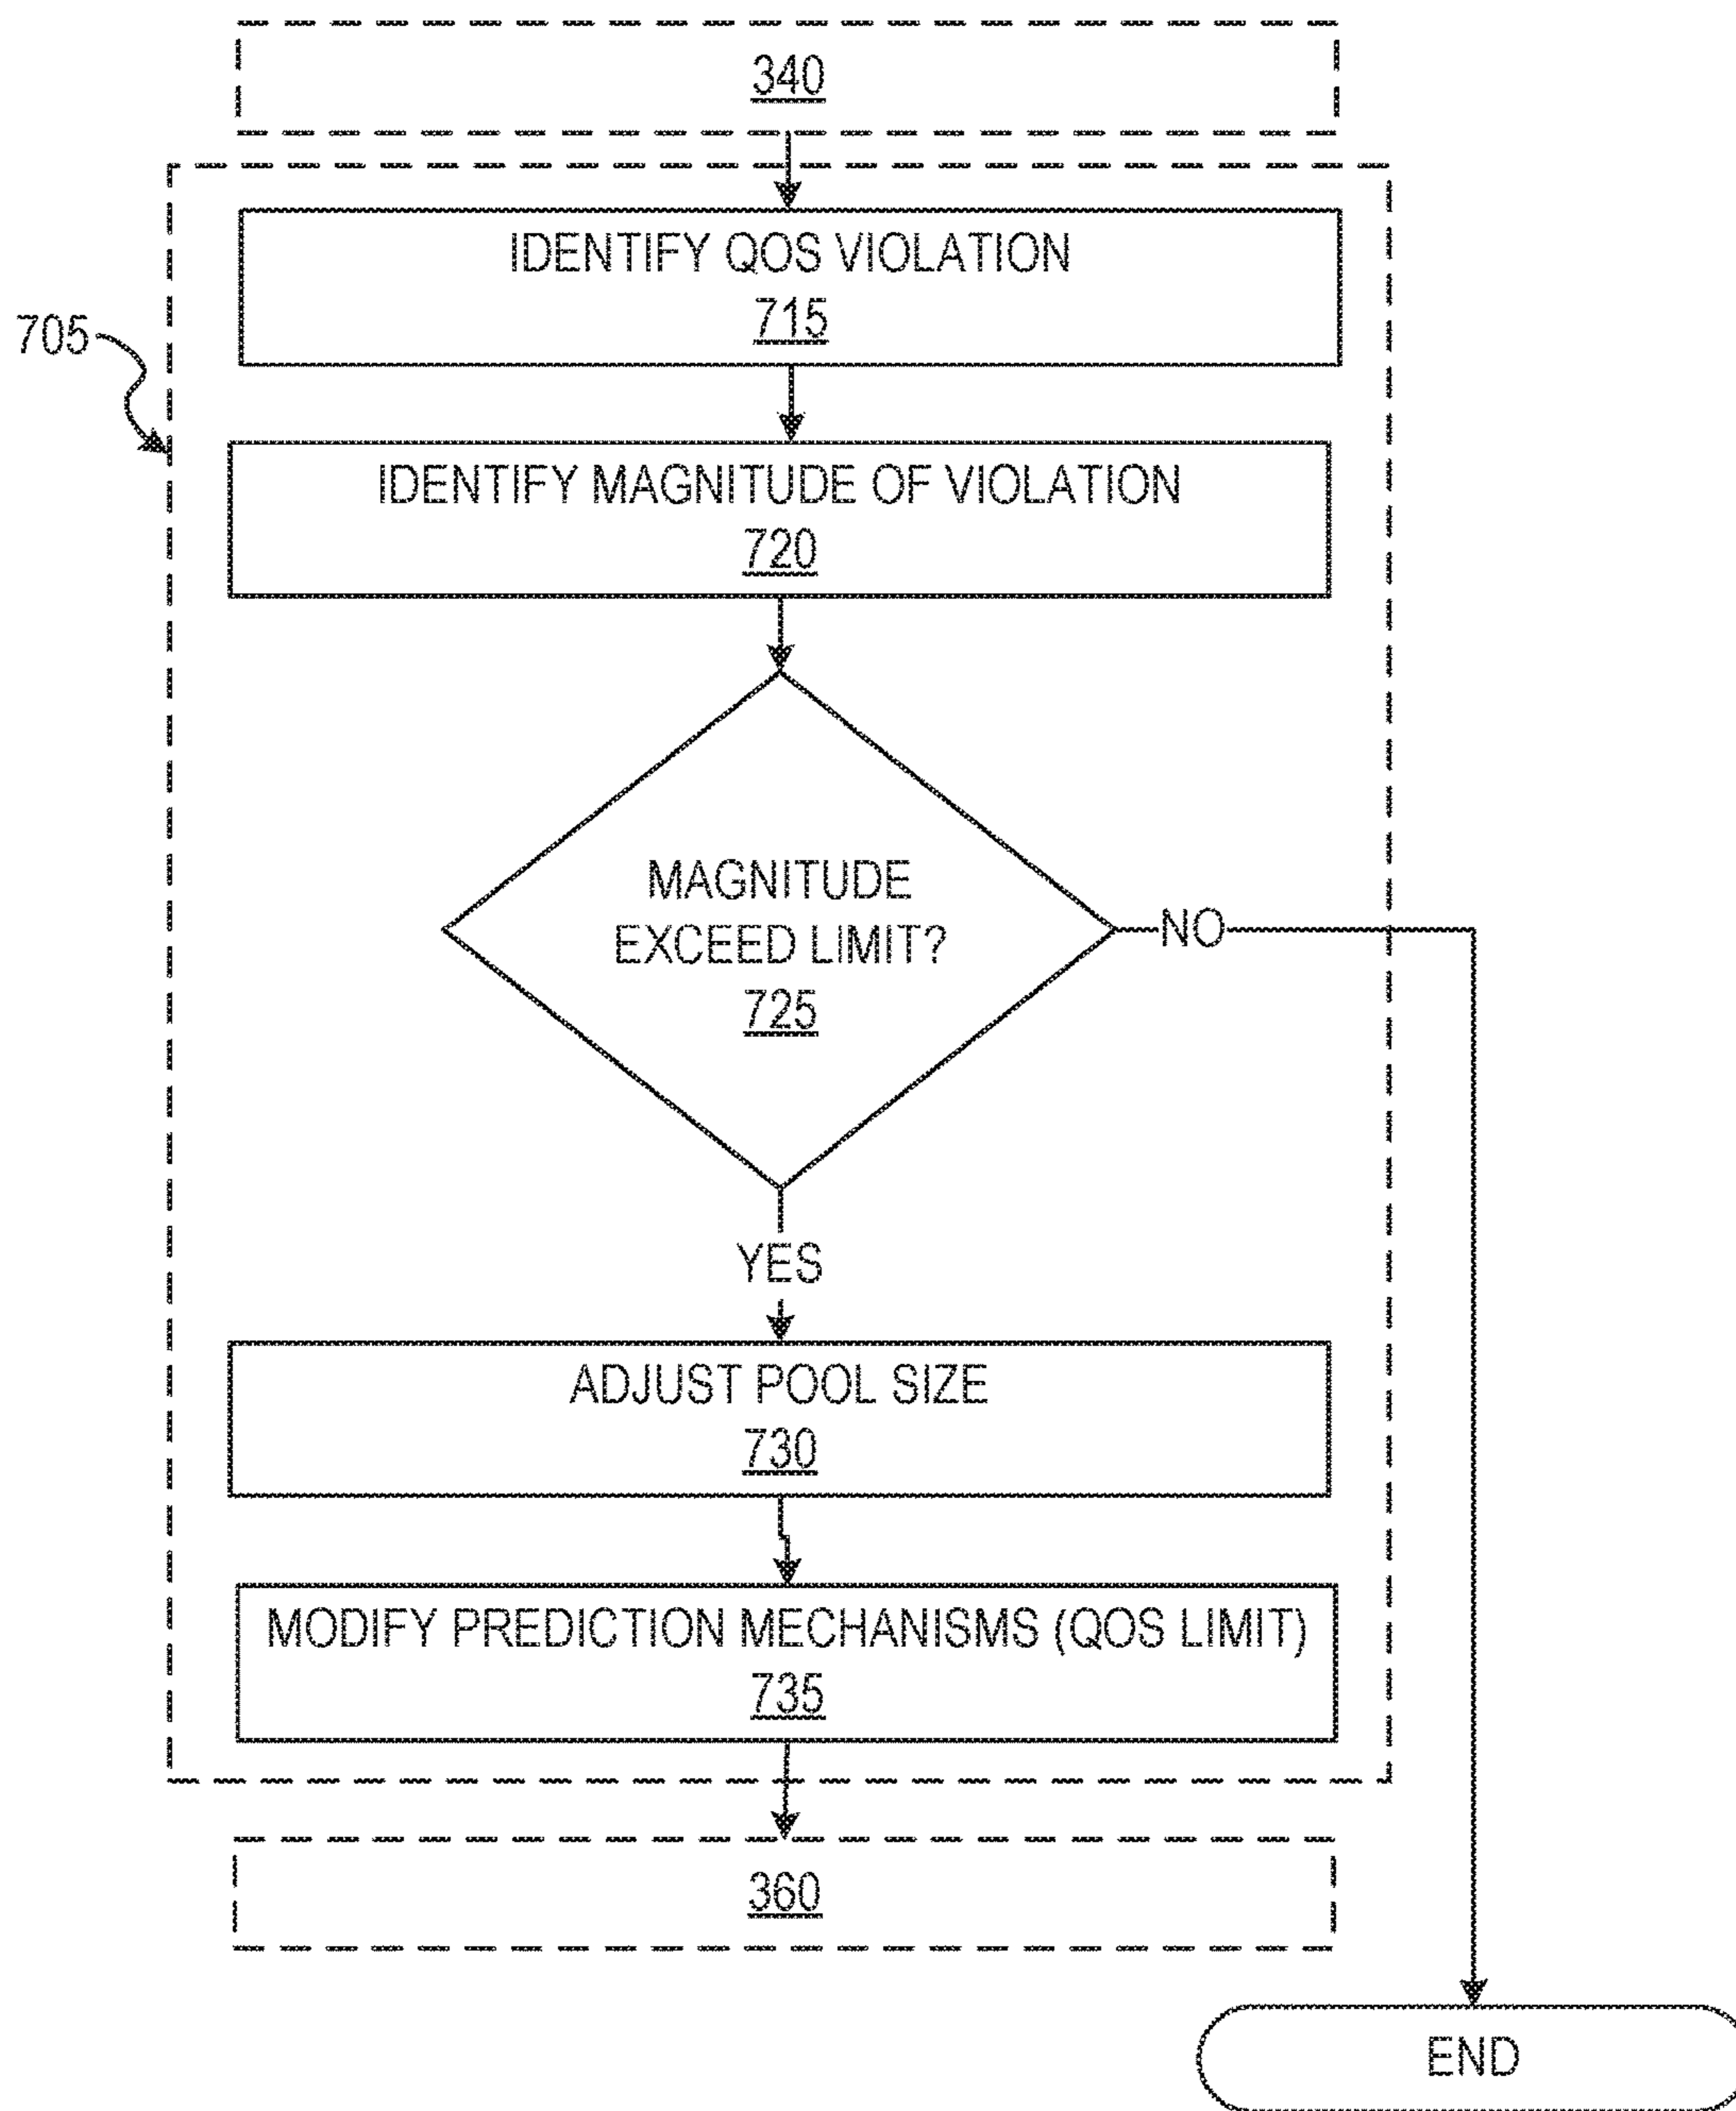 340
IDENTIFY QOS VIOLATION
715
705
IDENTIFY MAGNITUDE OF VIOLATION
720
MAGNITUDE
EXCEED LIMIT?
725
NO
YES
ADJUST POOL SIZE
730
MODIFY PREDICTION MECHANISMS (QOS LIMIT)
735
360
END